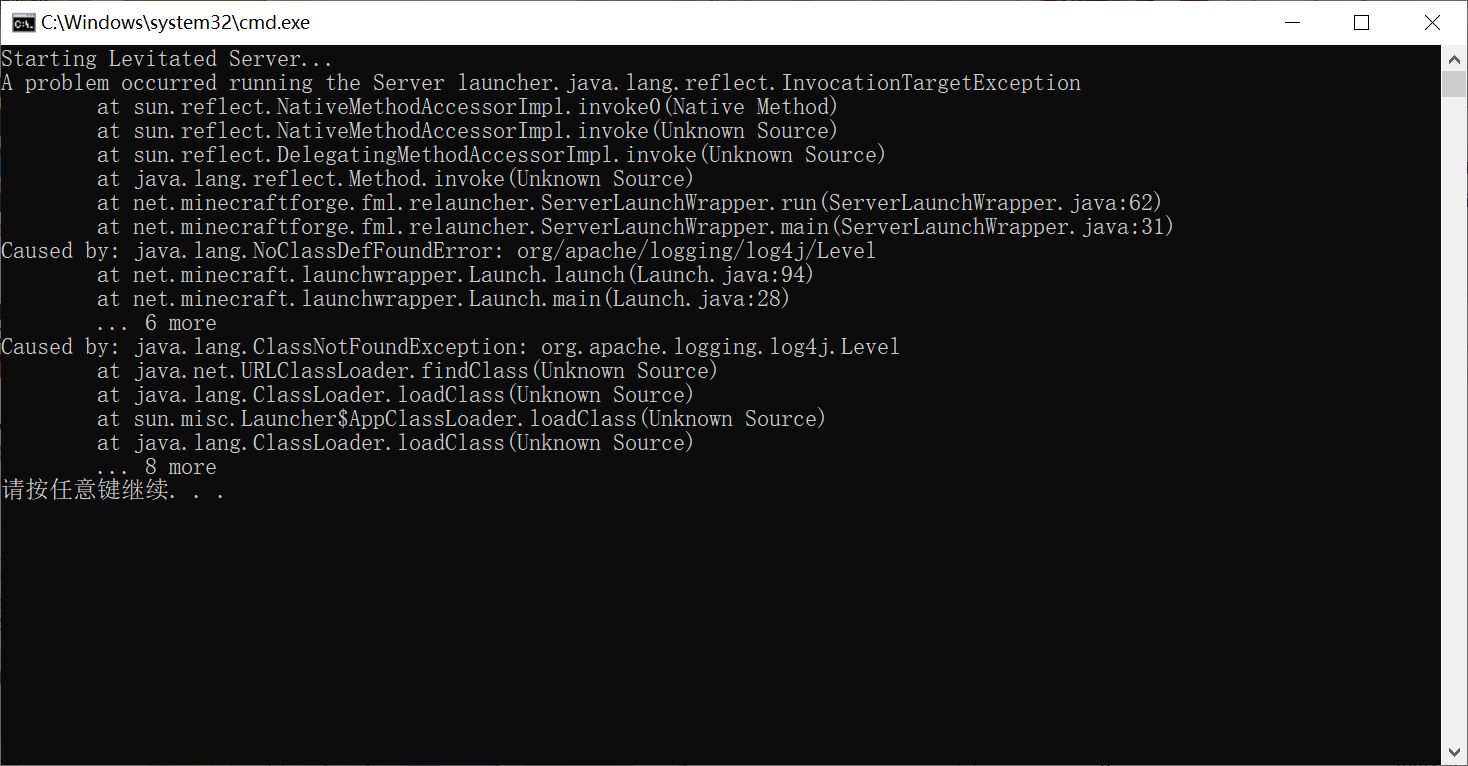 C:\Windows\system32\cmd.exe
Starting Levitated Server...
A problem occurred running the Server launcher.java.lang.reflect.InvocationTargetException
        at sun.reflect.NativeMethodAccessorImpl.invoke0(Native Method)
        at sun.reflect.NativeMethodAccessorImpl.invoke(Unknown Source)
        at sun.reflect.DelegatingMethodAccessorImpl.invoke(Unknown Source)
        at java.lang.reflect.Method.invoke(Unknown Source)
        at net.minecraftforge.fml.relauncher.ServerLaunchWrapper.run(ServerLaunchWrapper.java:62)
        at net.minecraftforge.fml.relauncher.ServerLaunchWrapper.main(ServerLaunchWrapper.java:31)
Caused by: java.lang.NoClassDefFoundError: org/apache/logging/log4j/Level
        at net.minecraft.launchwrapper.Launch.launch(Launch.java:94)
        at net.minecraft.launchwrapper.Launch.main(Launch.java:28)
        ... 6 more
Caused by: java.lang.ClassNotFoundException: org.apache.logging.log4j.Level
        at java.net.URLClassLoader.findClass(Unknown Source)
        at java.lang.ClassLoader.loadClass(Unknown Source)
        at sun.misc.Launcher$AppClassLoader.loadClass(Unknown Source)
        at java.lang.ClassLoader.loadClass(Unknown Source)
        ... 8 more
请按任意键继续. . .